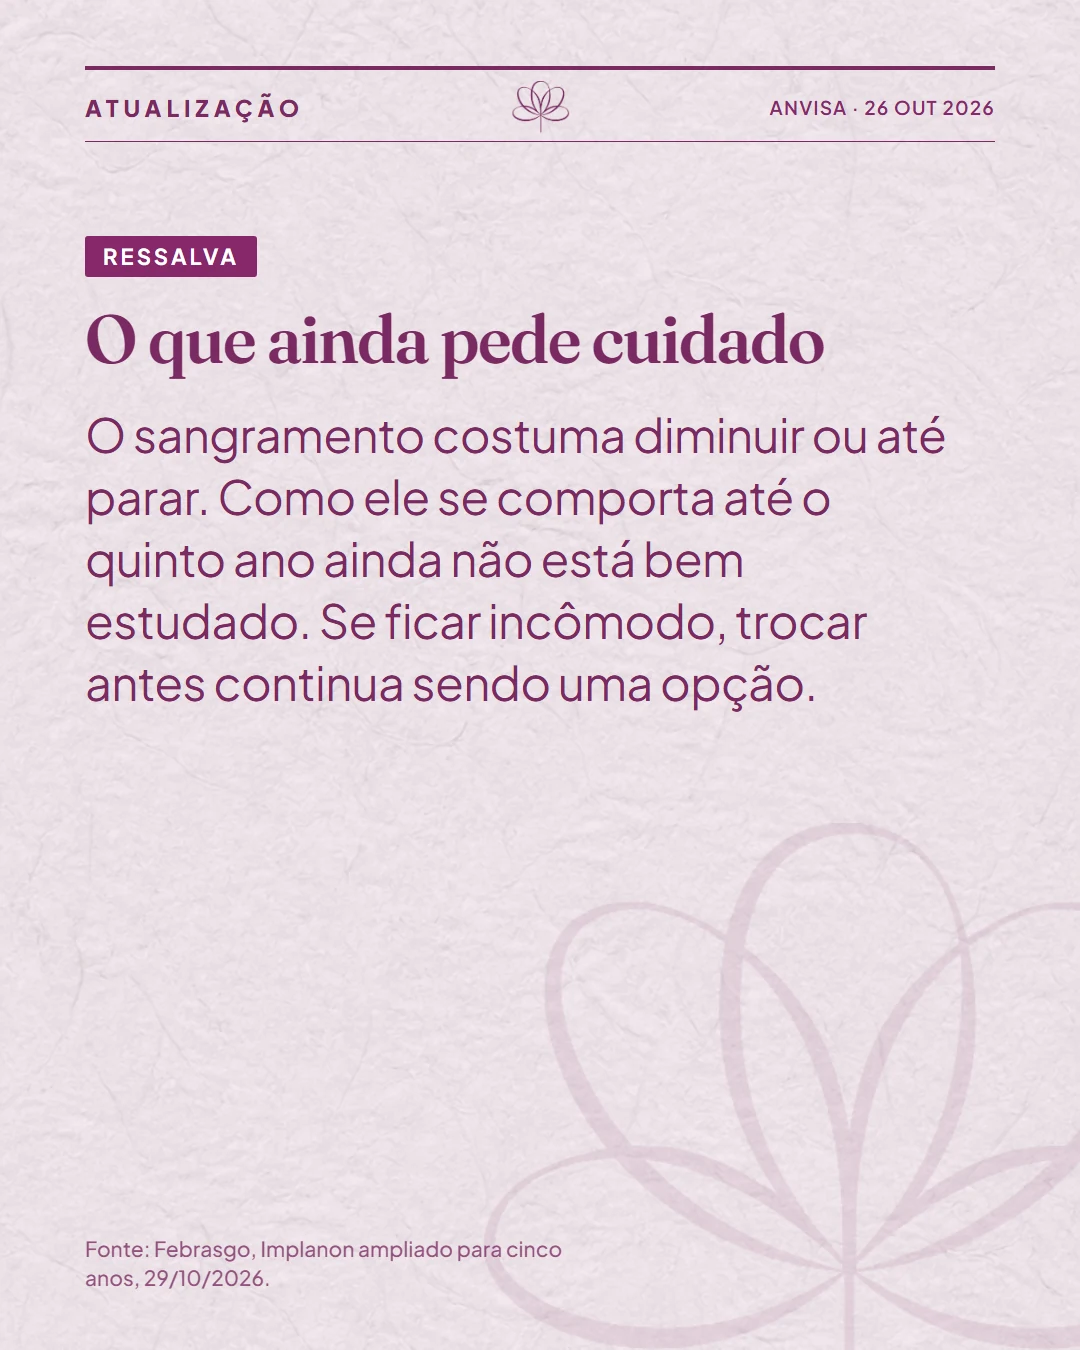 ATUALIZAÇÃO
ANVISA · 26 OUT 2026
RESSALVA
O que ainda pede cuidado
O sangramento costuma diminuir ou até
parar. Como ele se comporta até o
quinto ano ainda não está bem
estudado. Se ficar incômodo, trocar
antes continua sendo uma opção.
Fonte: Febrasgo, Implanon ampliado para cinco
anos, 29/10/2026.